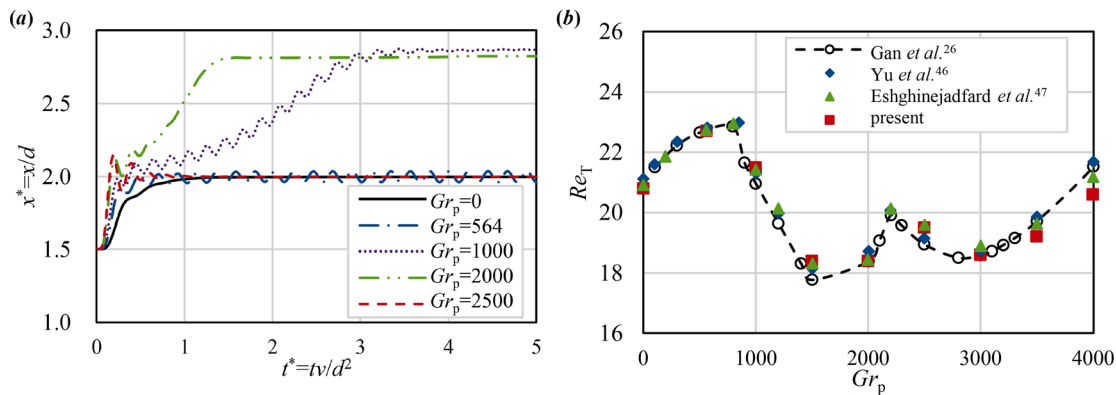 (a)
3.0
2.5
2.0
1.5
1.0
x*=x/d
Grp=0
Grp=564
Grp=1000
Grp=2000
Grp=2500
0 1 2 3 4 5
t*=tν/d²
(b)
26
24
22
20
18
16
ReT
Gan et al.26
Yu et al.46
Eshghinejadfard et al.47
present
0 1000 2000 3000 4000
Grp